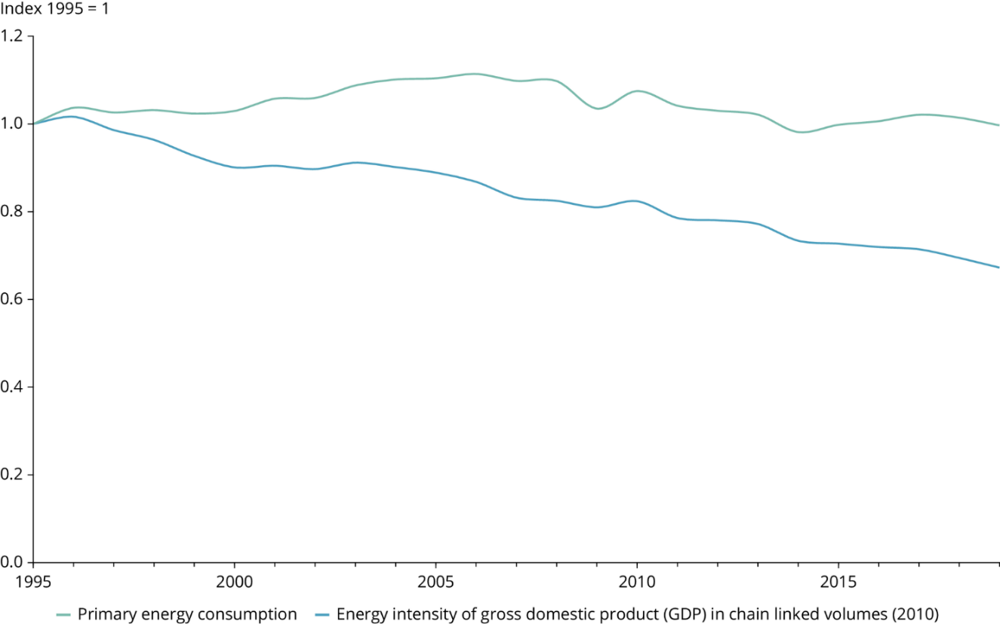 Index 1995 = 1
1.2
1.0
0.8
0.6
0.4
0.2
0.0
1995 2000 2005 2010 2015
Primary energy consumption Energy intensity of gross domestic product (GDP) in chain linked volumes (2010)